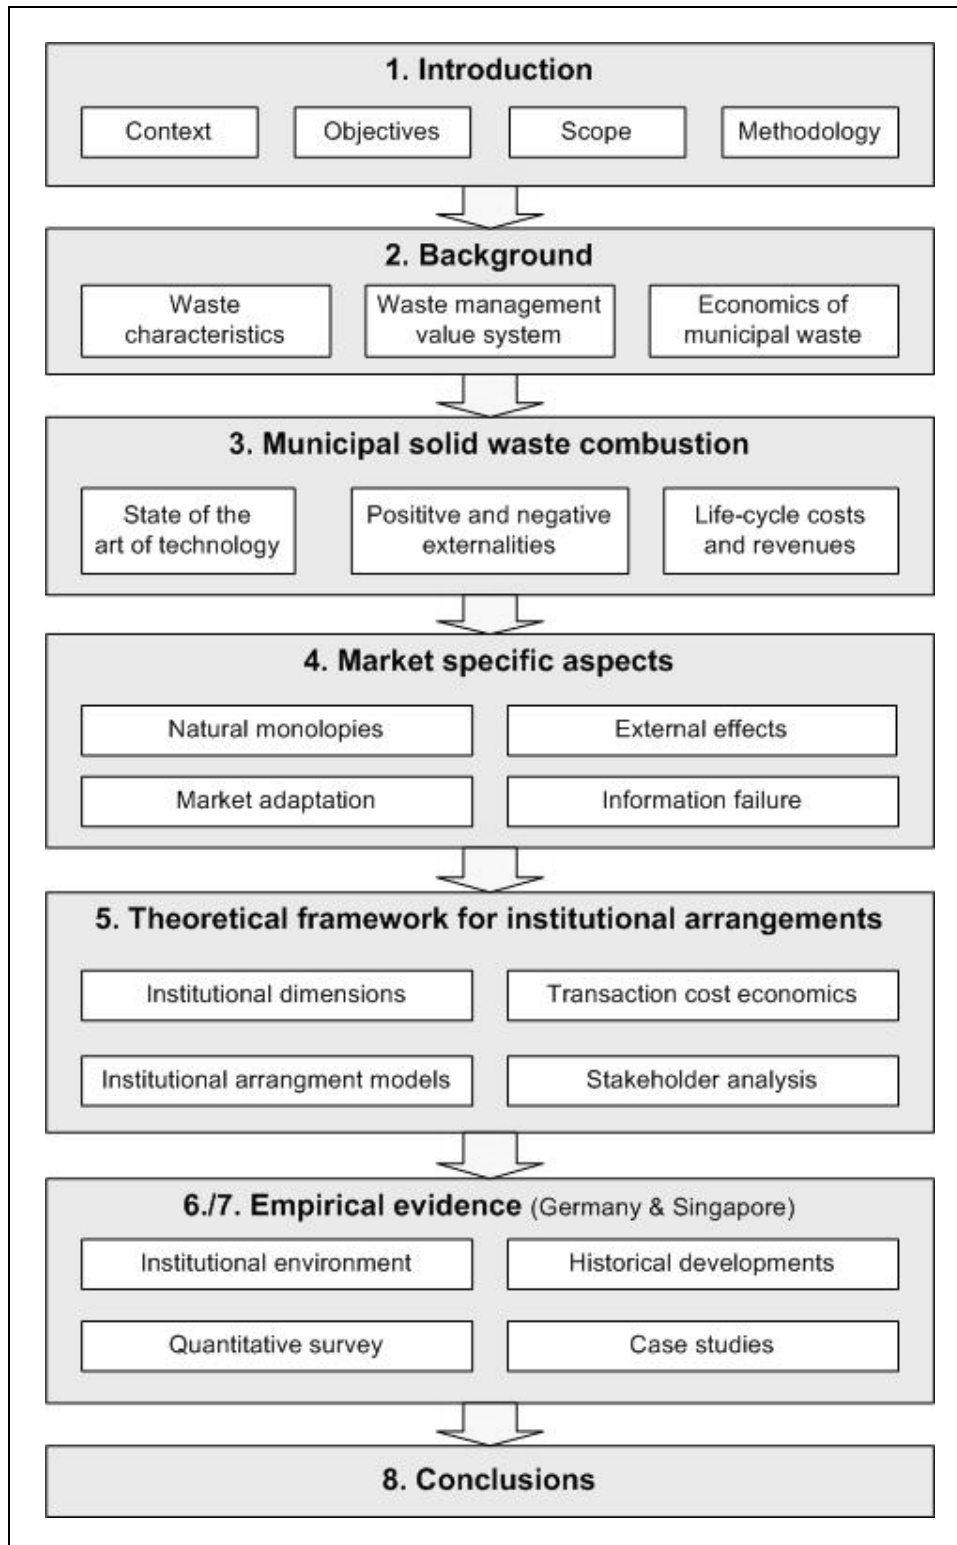 1. Introduction
Context
Objectives
Scope
Methodology
2. Background
Waste
characteristics
Waste management
value system
Economics of
municipal waste
3. Municipal solid waste combustion
State of the
art of technology
Posititve and negative
externalities
Life-cycle costs
and revenues
4. Market specific aspects
Natural monolopies
External effects
Market adaptation
Information failure
5. Theoretical framework for institutional arrangements
Institutional dimensions
Transaction cost economics
Institutional arrangment models
Stakeholder analysis
6./7. Empirical evidence (Germany & Singapore)
Institutional environment
Historical developments
Quantitative survey
Case studies
8. Conclusions